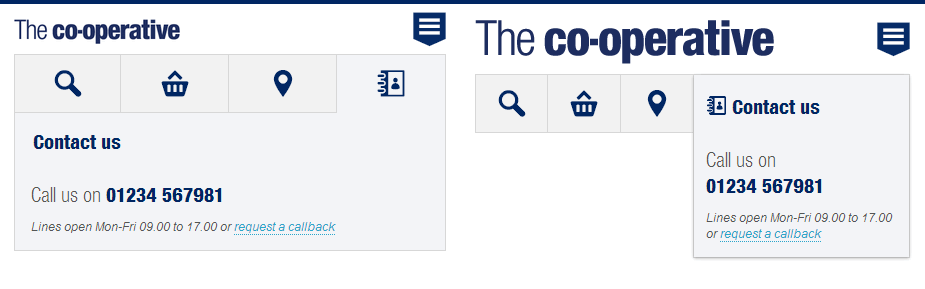 The co-operative
Contact us
Call us on 01234 567981
Lines open Mon-Fri 09.00 to 17.00 or request a callback
The co-operative
Contact us
Call us on
01234 567981
Lines open Mon-Fri 09.00 to 17.00
or request a callback